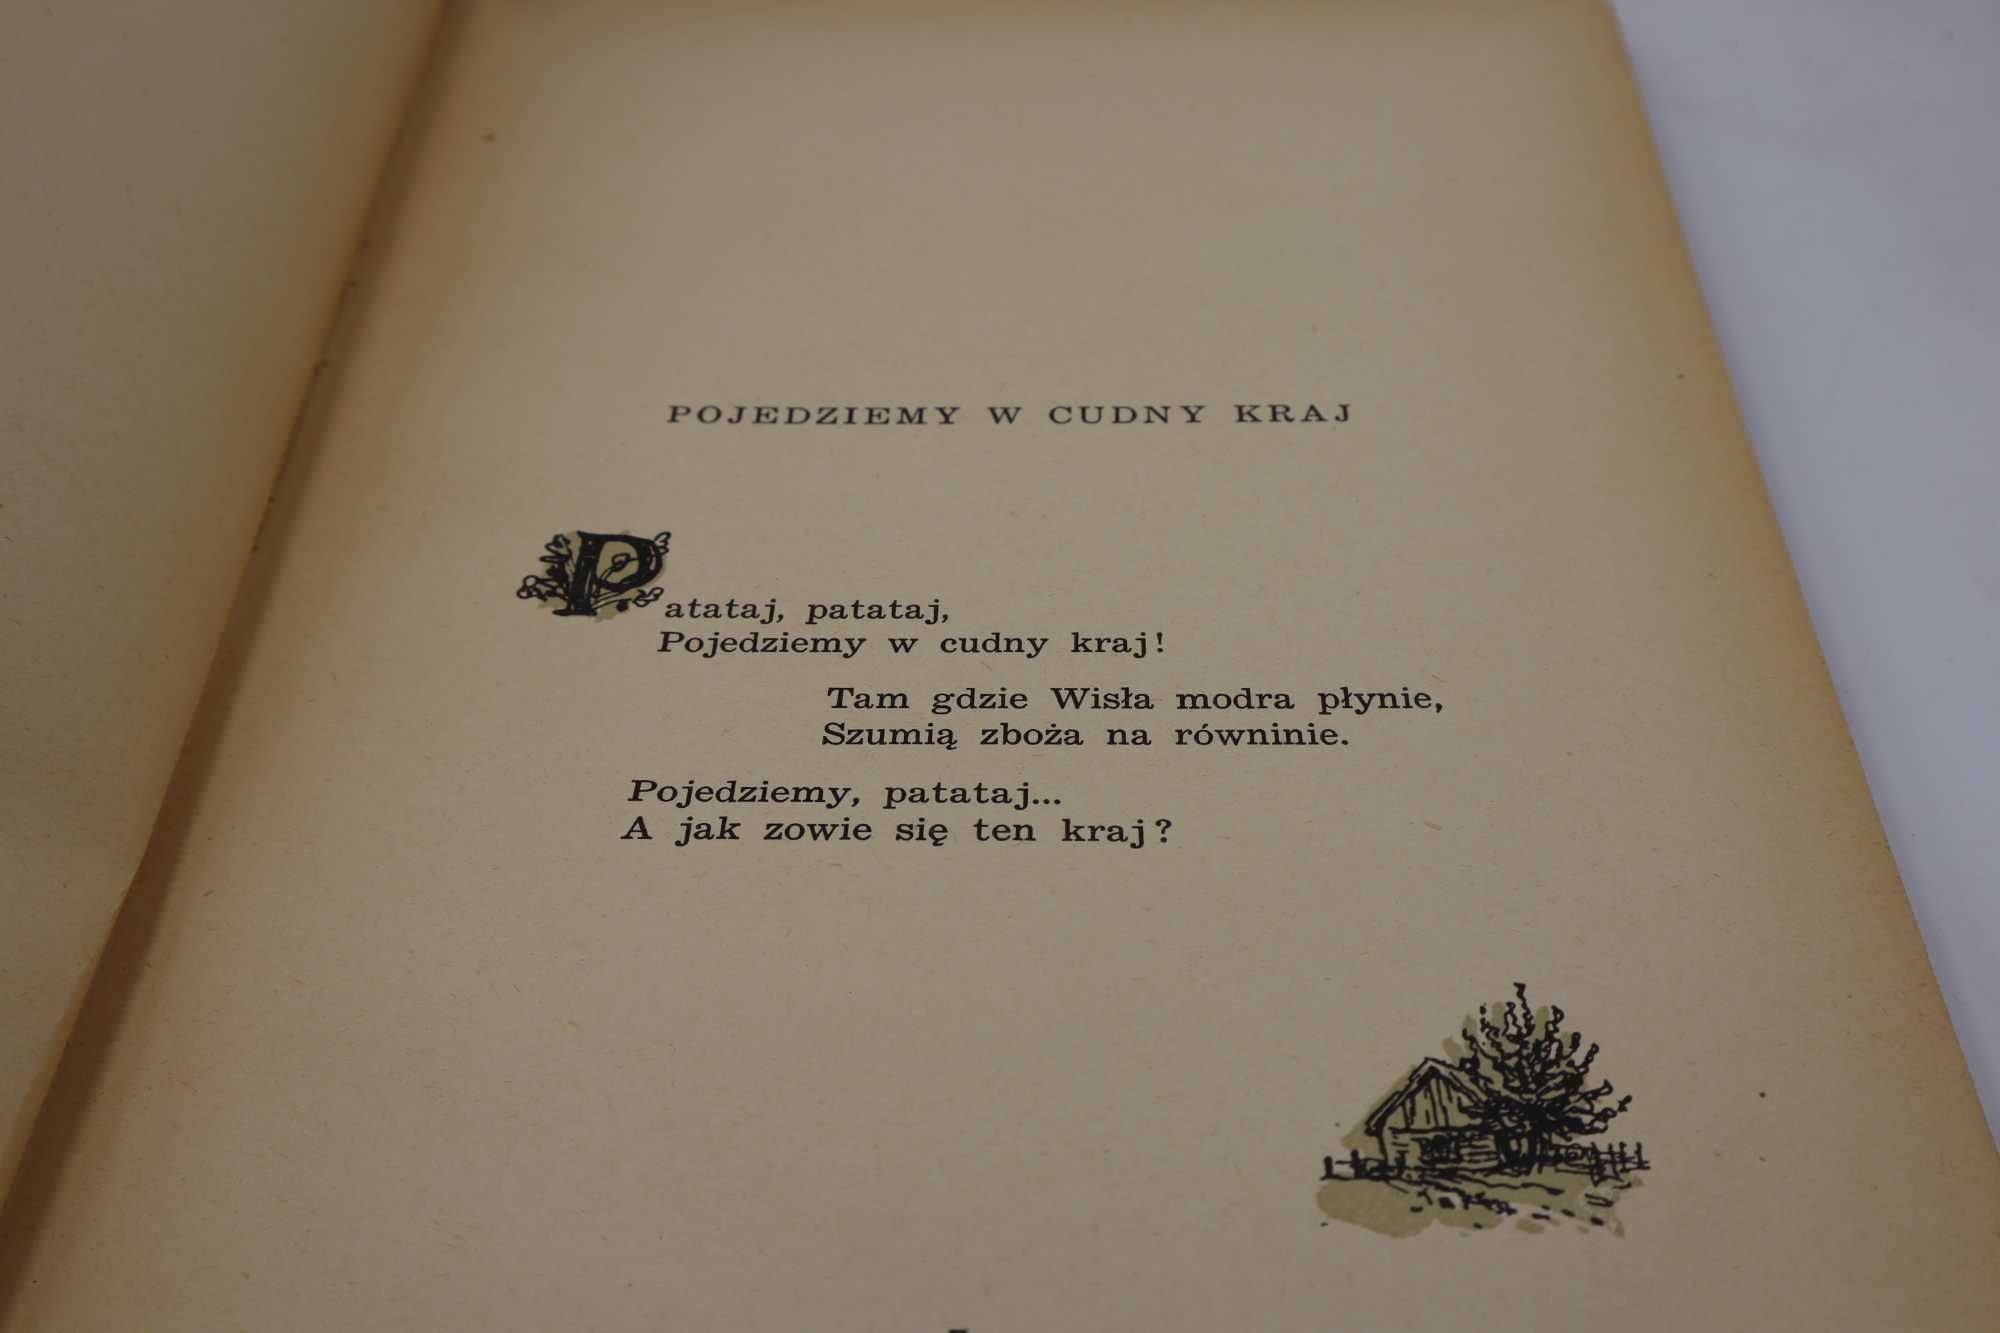 POJEDZIEMY W CUDNY KRAJ
Patataj, patataj,
Pojedziemy w cudny kraj!
Tam gdzie Wisła modra płynie,
Szumią zboża na równinie.
Pojedziemy, patataj...
A jak zowie się ten kraj?